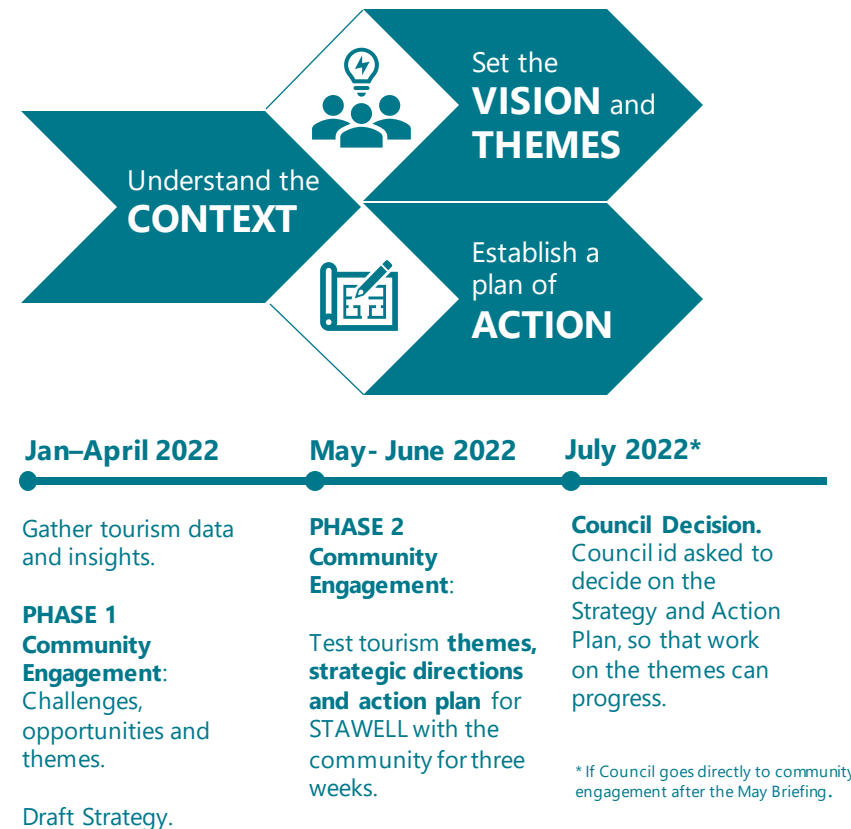 Set the
VISION and
THEMES
Understand the
CONTEXT
Establish a
plan of
ACTION
Jan–April 2022
Gather tourism data
and insights.
PHASE 1
Community
Engagement:
Challenges,
opportunities and
themes.
Draft Strategy.
May- June 2022
PHASE 2
Community
Engagement:
Test tourism themes,
strategic directions
and action plan for
STAWELL with the
community for three
weeks.
July 2022*
Council Decision.
Council id asked to
decide on the
Strategy and Action
Plan, so that work
on the themes can
progress.
* If Council goes directly to community
engagement after the May Briefing.